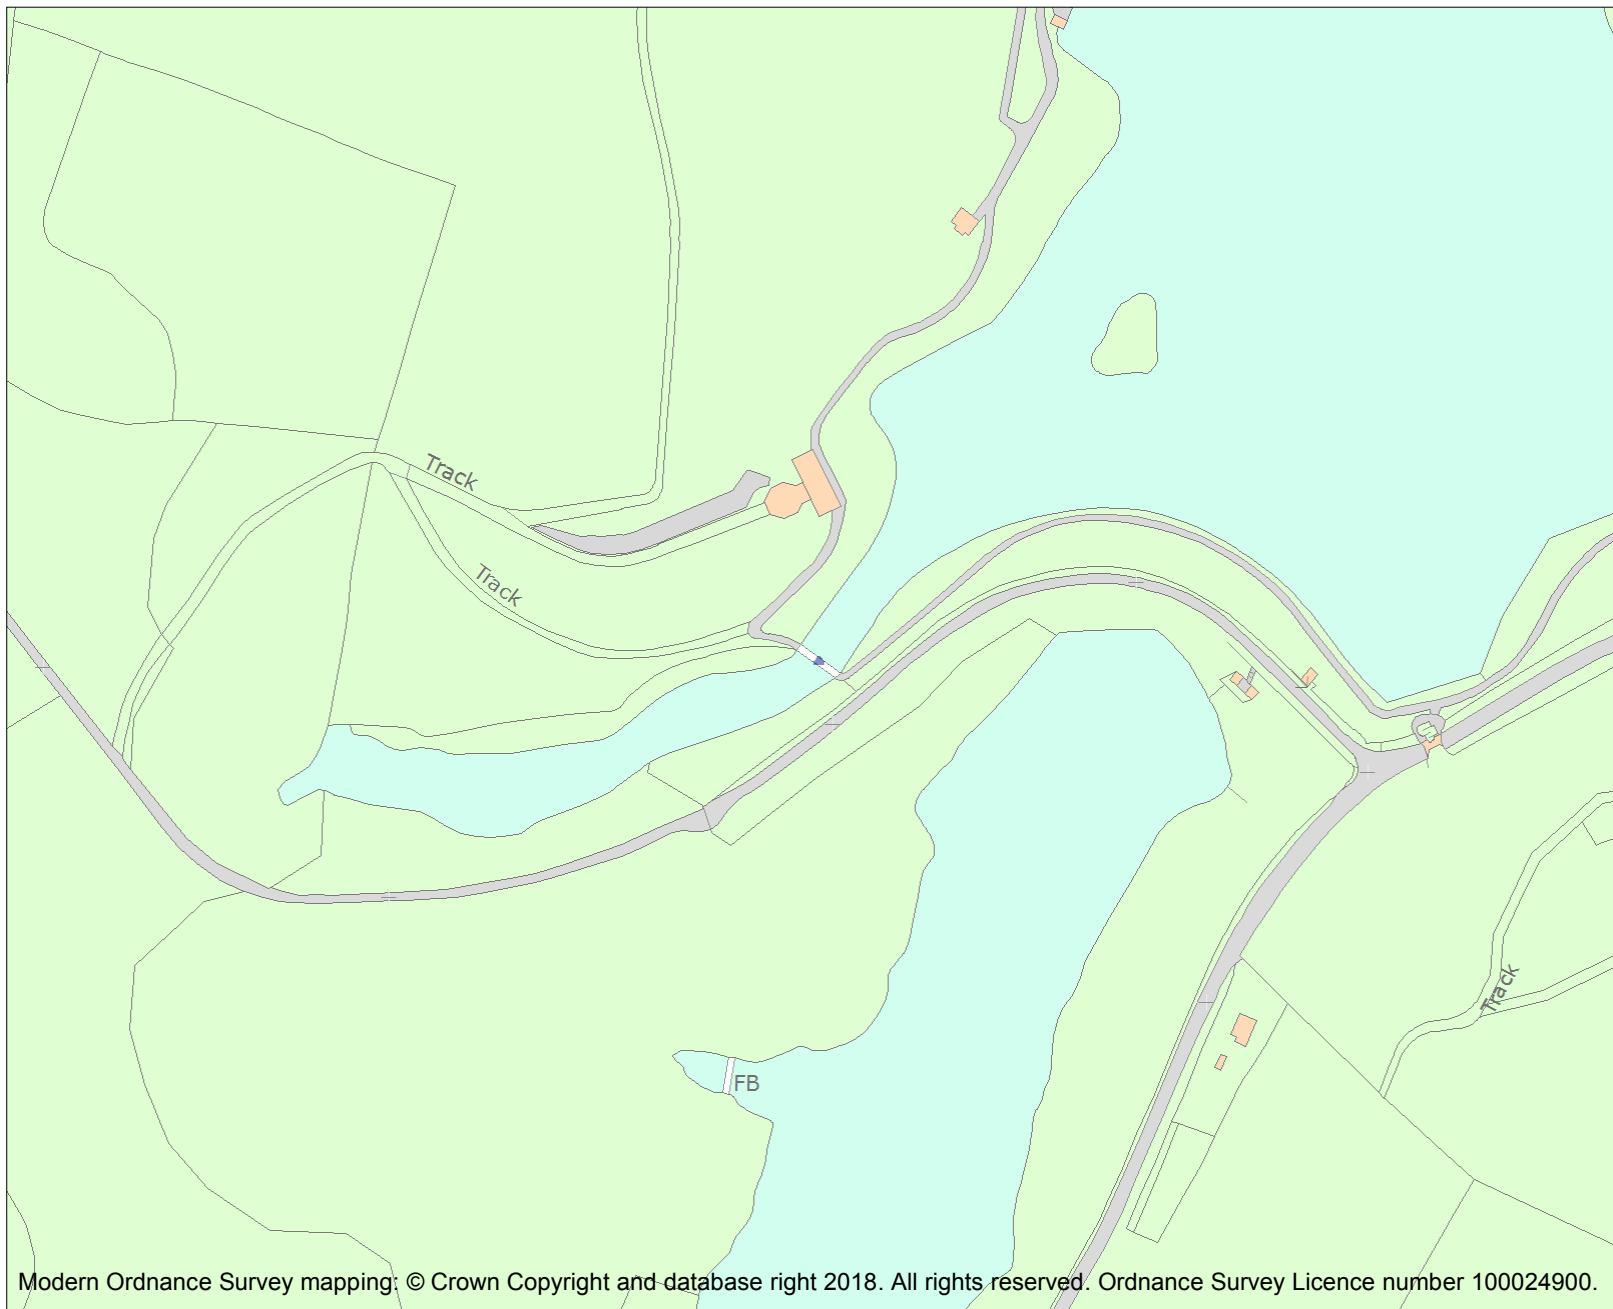 Track
Track
Track
FB
Modern Ordnance Survey mapping: © Crown Copyright and database right 2018. All rights reserved. Ordnance Survey Licence number 100024900.